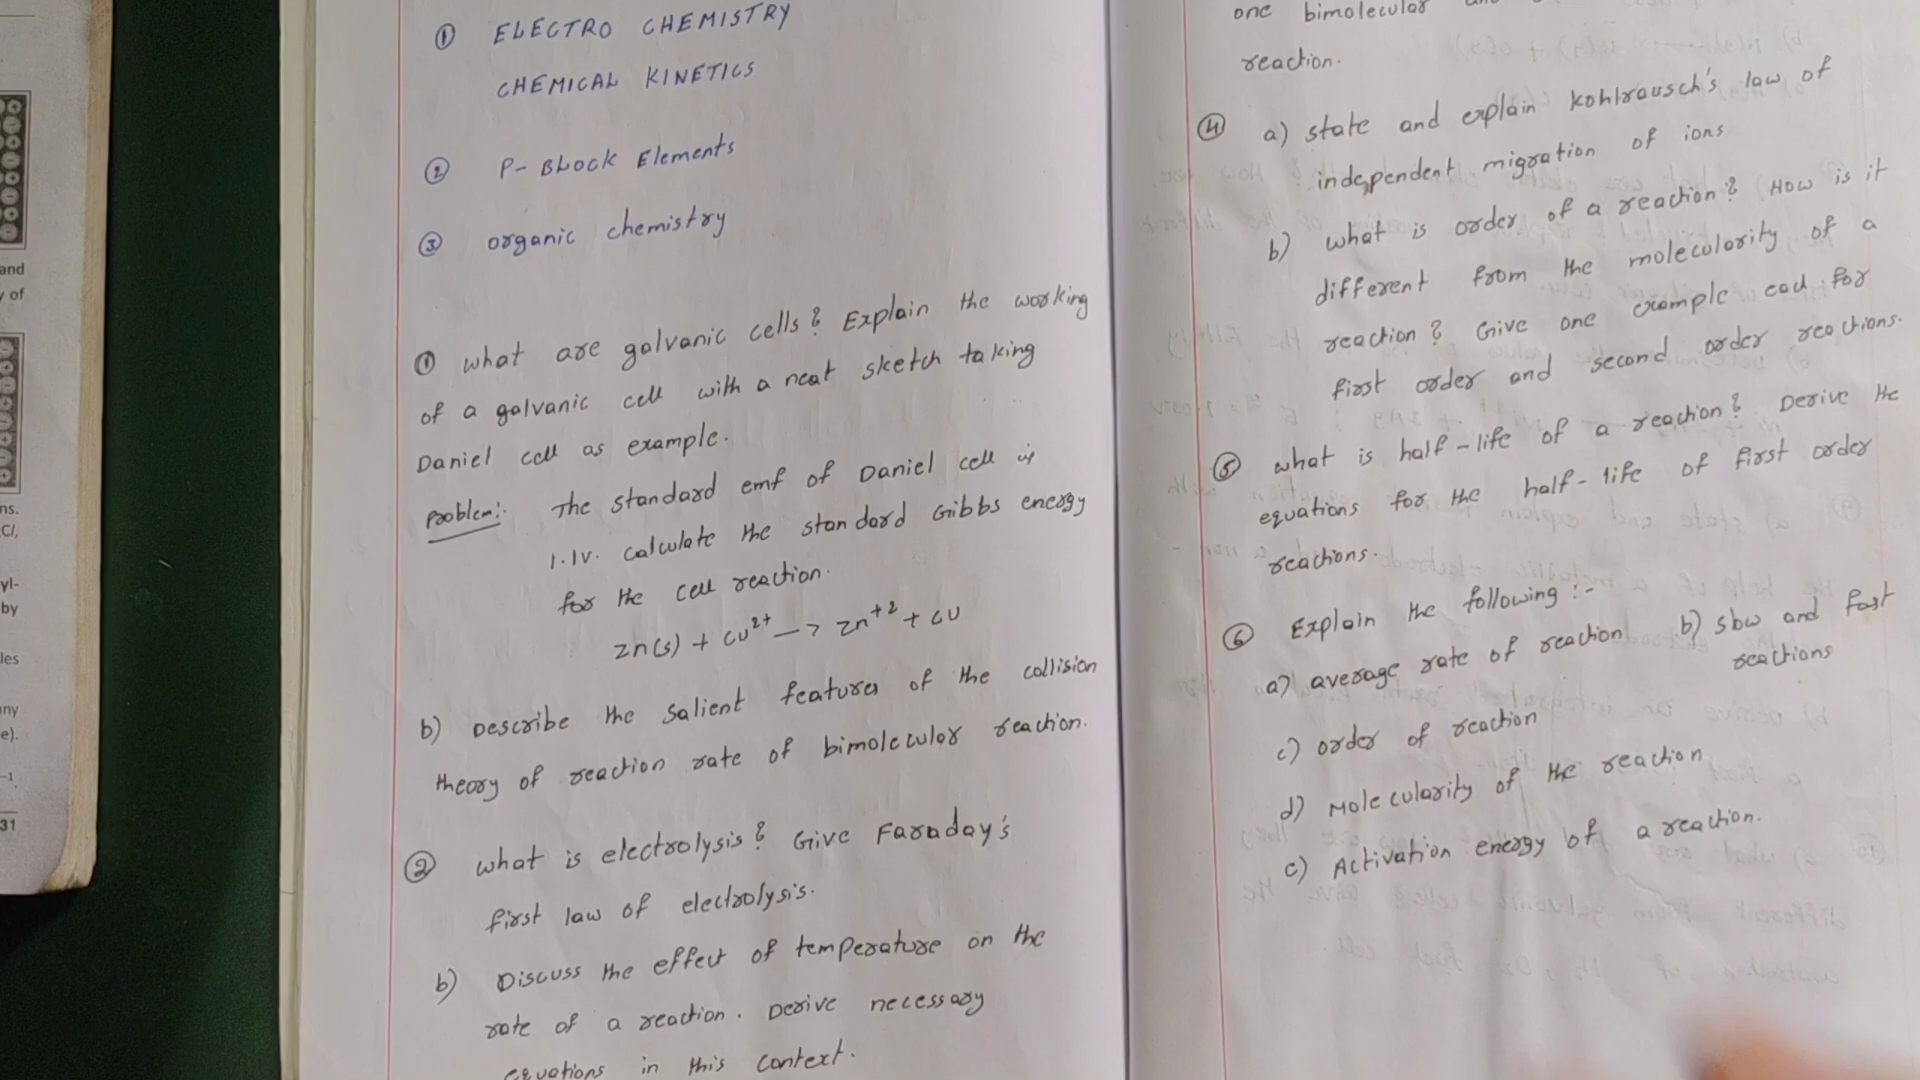 and
y of
ns.
C/,
yl-
by
les
any
e).
-1
31
① ELECTRO CHEMISTRY
CHEMICAL KINETICS
② P-Block Elements
③ organic chemistry
① what are galvanic cells? Explain the working
of a galvanic cell with a neat sketch taking
Daniel cell as example.
Problem:- The standard emf of Daniel cell is
1.1v. calculate the standard Gibbs energy
for the cell reaction.
zn(s) + cu²⁺ —> zn⁺² + cu
b) Describe the salient features of the collision
theory of reaction rate of bimolecular reaction.
② what is electrolysis? Give Faraday's
first law of electrolysis.
b) Discuss the effect of temperature on the
rate of a reaction. Derive necessary
equations in this context.
one bimolecular
reaction.
④ a) state and explain kohlrausch's law of
independent migration of ions
b) what is order of a reaction? How is it
different from the molecularity of a
reaction? Give one example each for
first order and second order reactions.
⑤ what is half-life of a reaction? Derive the
equations for the half-life of first order
reactions.
⑥ Explain the following :-
a) average rate of reaction b) slow and fast
reactions
c) order of reaction
d) Molecularity of the reaction
e) Activation energy of a reaction.